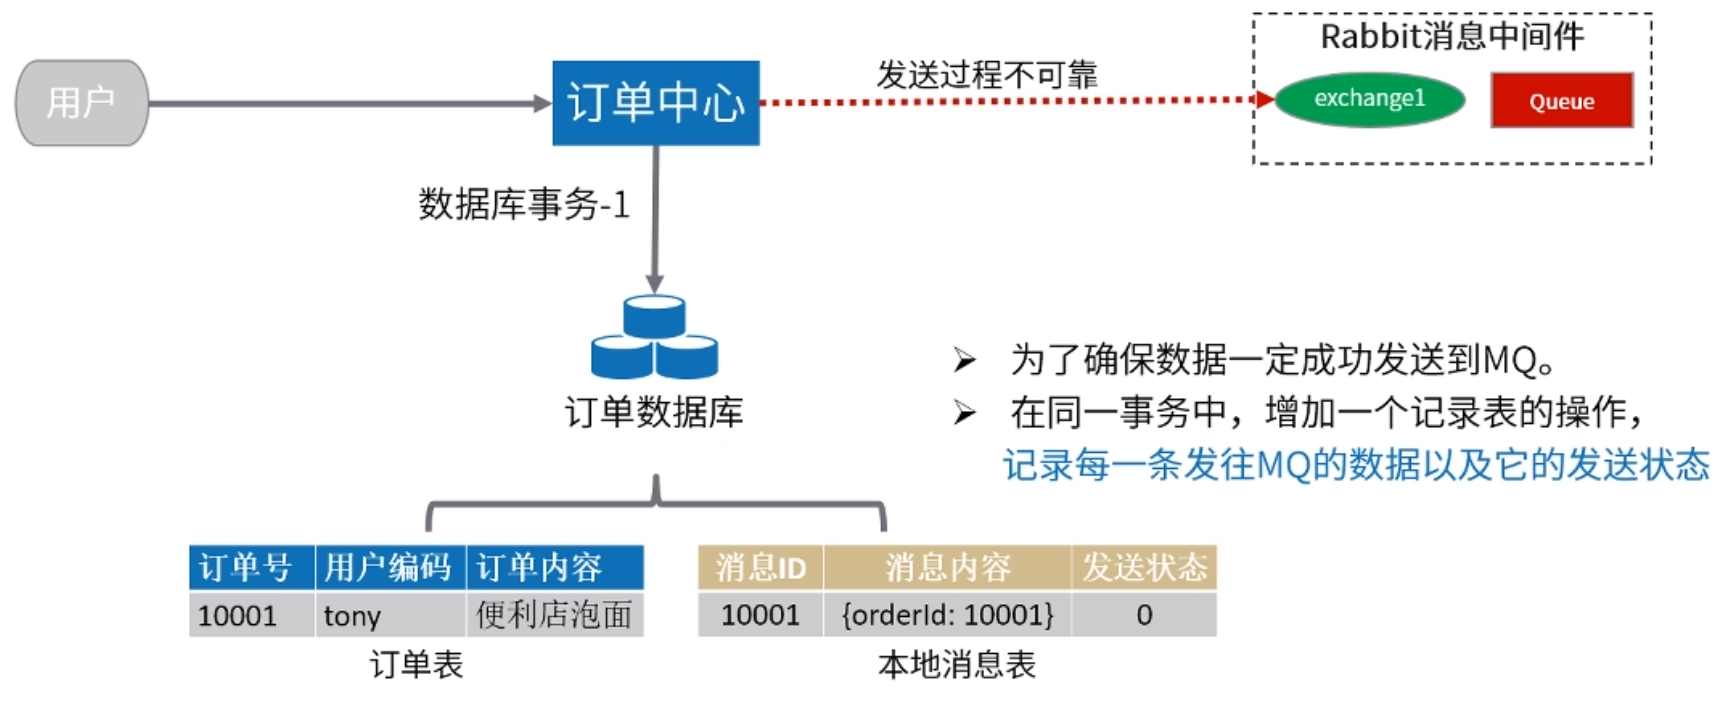 Rabbit消息中间件
用户
订单中心
发送过程不可靠
exchange1
Queue
数据库事务-1
订单数据库
为了确保数据一定成功发送到MQ。
在同一事务中，增加一个记录表的操作，
记录每一条发往MQ的数据以及它的发送状态
订单号 用户编码 订单内容
10001 tony 便利店泡面
订单表
消息ID 消息内容 发送状态
10001 {orderId: 10001} 0
本地消息表